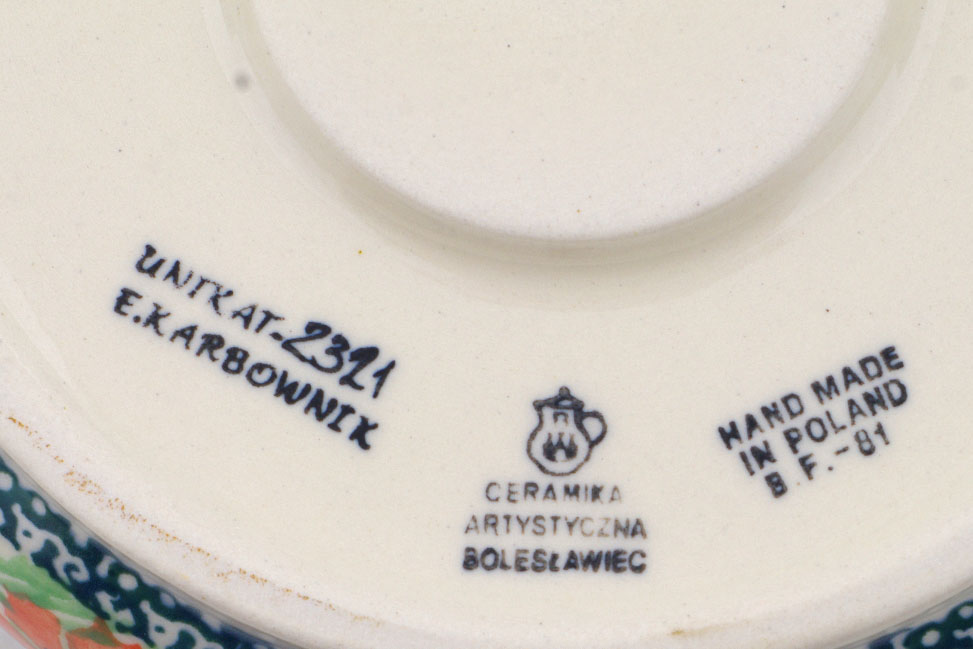 UNIKAT-2321
E.KARBOWNIK
CERAMIKA
ARTYSTYCZNA
BOLESŁAWIEC
HAND MADE
IN POLAND
B.F.-81